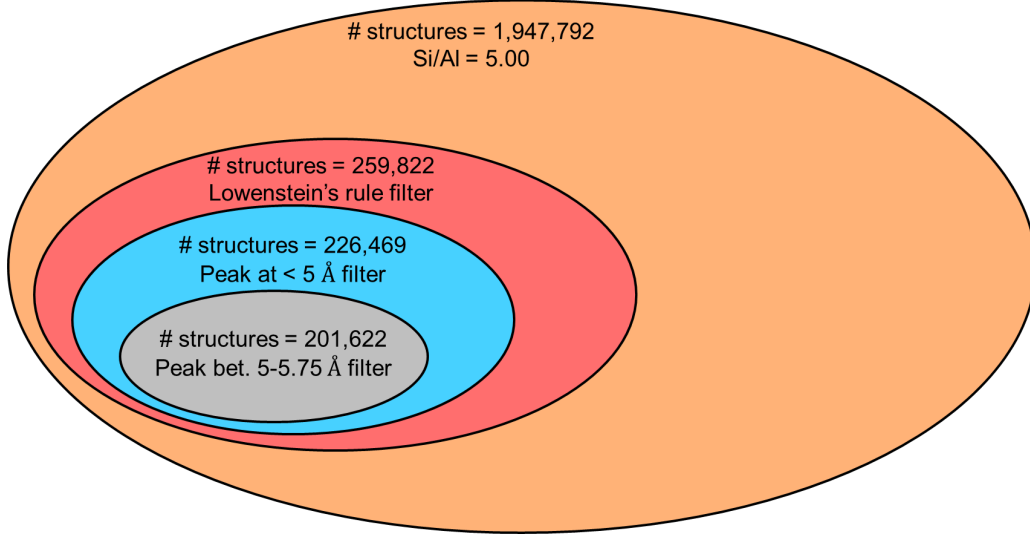 # structures = 1,947,792
Si/Al = 5.00
# structures = 259,822
Lowenstein’s rule filter
# structures = 226,469
Peak at < 5 Å filter
# structures = 201,622
Peak bet. 5-5.75 Å filter